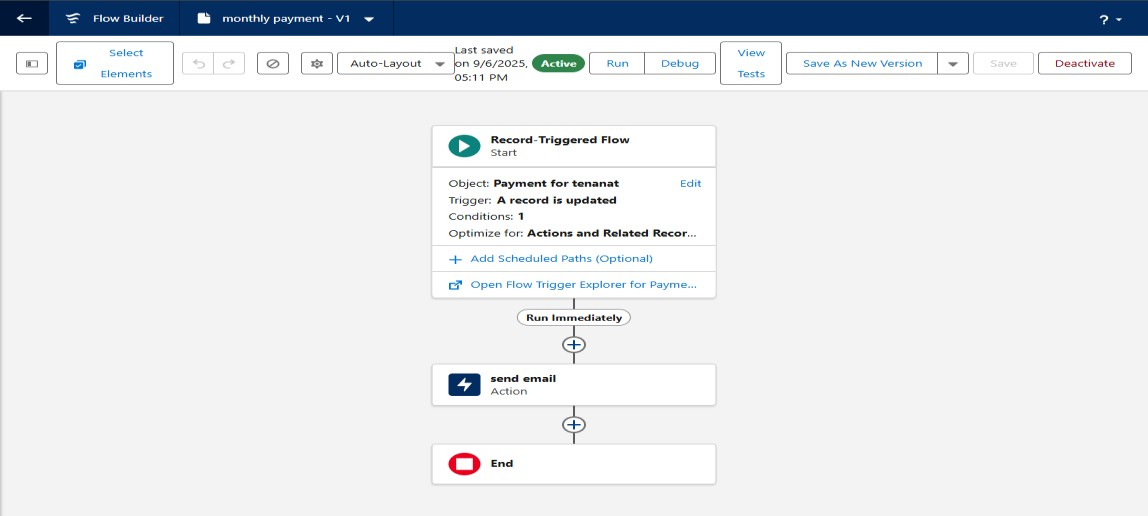 Flow Builder
monthly payment - V1
?
Select
Elements
Auto-Layout
Last saved
on 9/6/2025,
05:11 PM
Active
Run
Debug
View
Tests
Save As New Version
Save
Deactivate
Record-Triggered Flow
Start
Object: Payment for tenanat
Edit
Trigger: A record is updated
Conditions: 1
Optimize for: Actions and Related Recor...
Add Scheduled Paths (Optional)
Open Flow Trigger Explorer for Payme...
Run Immediately
send email
Action
End